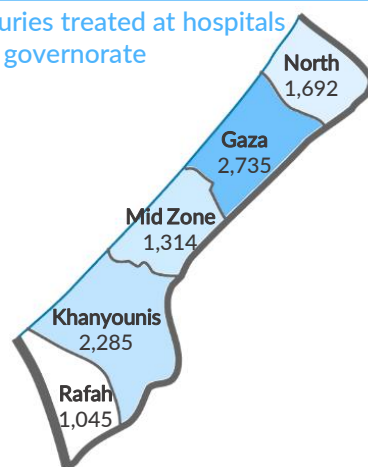 uries treated at hospitals
governorate
North
1,692
Gaza
2,735
Mid Zone
1,314
Khanyounis
2,285
Rafah
1,045